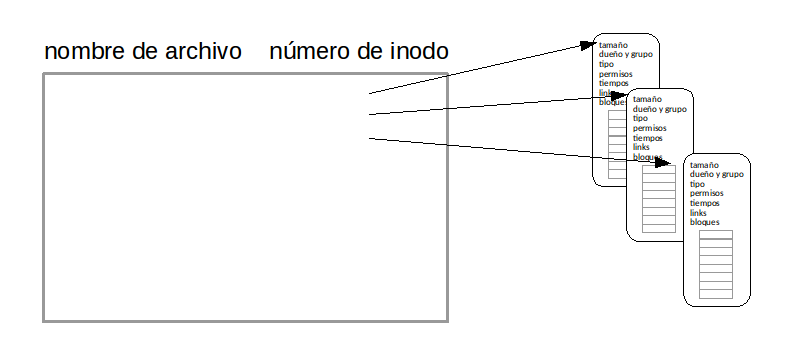 nombre de archivo número de inodo
tamaño
dueño y grupo
tipo
permisos
tiempos
links
bloques
tamaño
dueño y grupo
tipo
permisos
tiempos
links
bloques
tamaño
dueño y grupo
tipo
permisos
tiempos
links
bloques